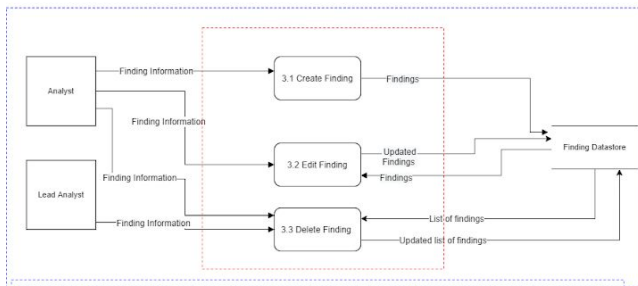 Finding Information
3.1 Create Finding
Findings
Analyst
Finding Information
Updated
Findings
Finding Datastore
3.2 Edit Finding
Findings
Finding Information
Lead Analyst
List of findings
Finding Information
3.3 Delete Finding
Updated list of findings